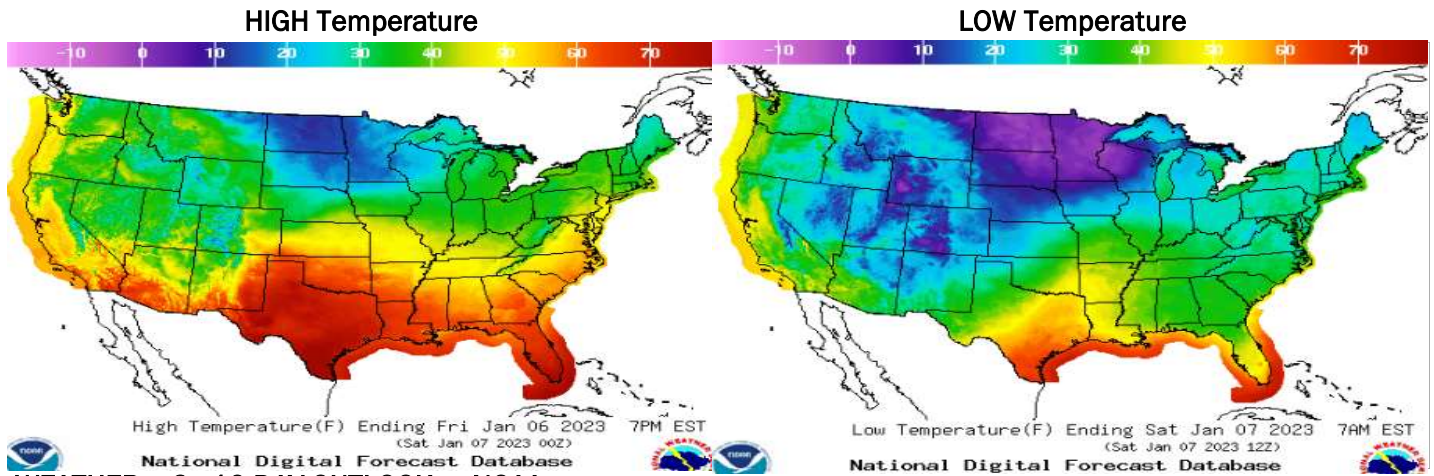 HIGH Temperature
LOW Temperature
-10 0 10 20 30 40 50 60 70
-10 0 10 20 30 40 50 60 70
High Temperature(F) Ending Fri Jan 06 2023 7PM EST
(Sat Jan 07 2023 00Z)
National Digital Forecast Database
Low Temperature(F) Ending Sat Jan 07 2023 7AM EST
(Sat Jan 07 2023 12Z)
National Digital Forecast Database